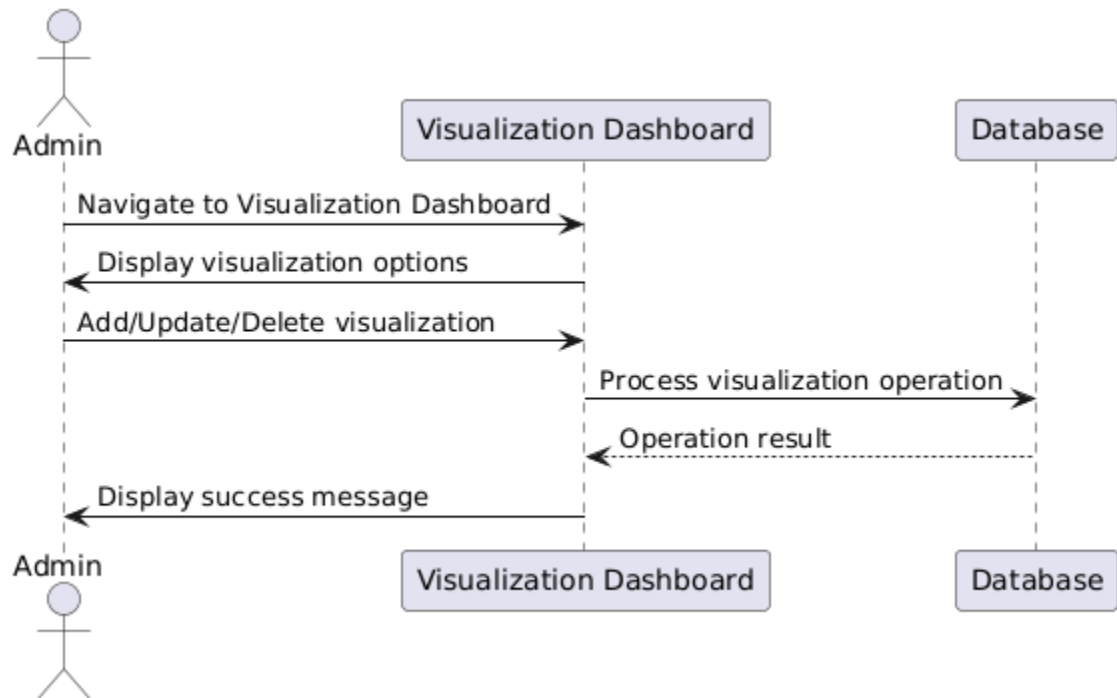 Admin
Visualization Dashboard
Database
Navigate to Visualization Dashboard
Display visualization options
Add/Update/Delete visualization
Process visualization operation
Operation result
Display success message
Admin
Visualization Dashboard
Database